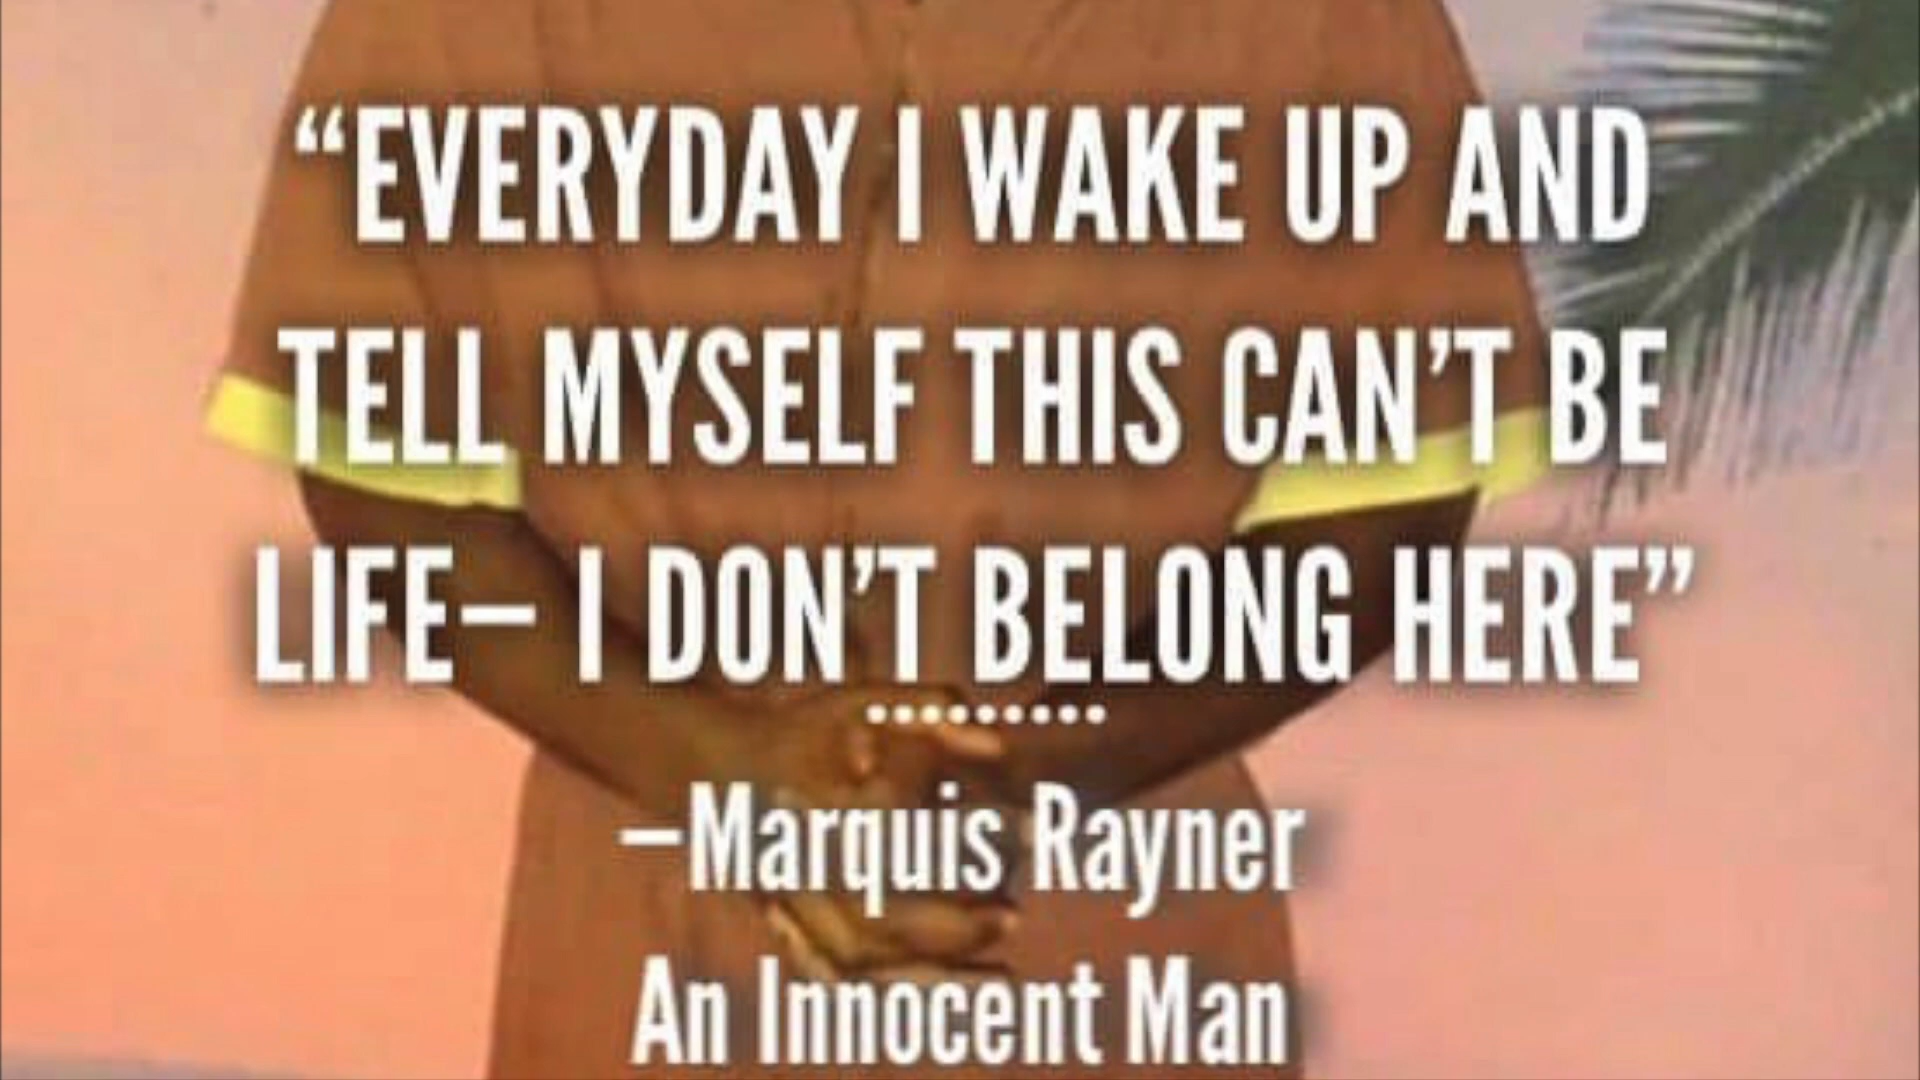 “EVERYDAY I WAKE UP AND
TELL MYSELF THIS CAN’T BE
LIFE– I DON’T BELONG HERE”
•••••••••
–Marquis Rayner
An Innocent Man